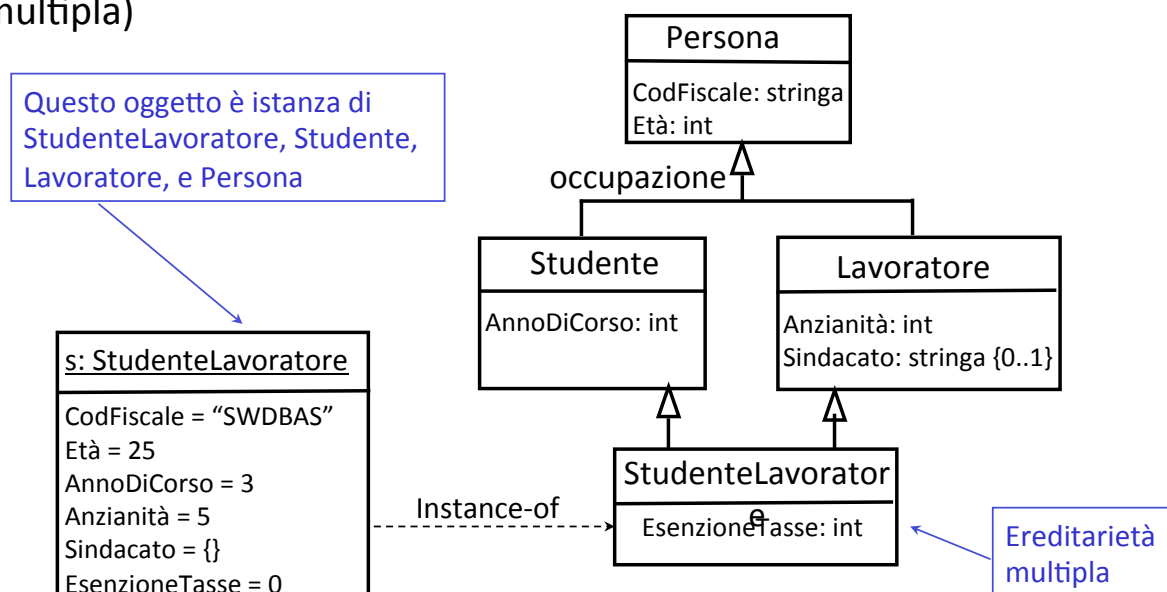 multipla)
Persona
CodFiscale: stringa
Età: int
Questo oggetto è istanza di
StudenteLavoratore, Studente,
Lavoratore, e Persona
occupazione
Studente
AnnoDiCorso: int
Lavoratore
Anzianità: int
Sindacato: stringa {0..1}
s: StudenteLavoratore
CodFiscale = “SWDBAS”
Età = 25
AnnoDiCorso = 3
Anzianità = 5
Sindacato = {}
EsenzioneTasse = 0
Instance-of
StudenteLavorator
e
EsenzioneTasse: int
Ereditarietà
multipla